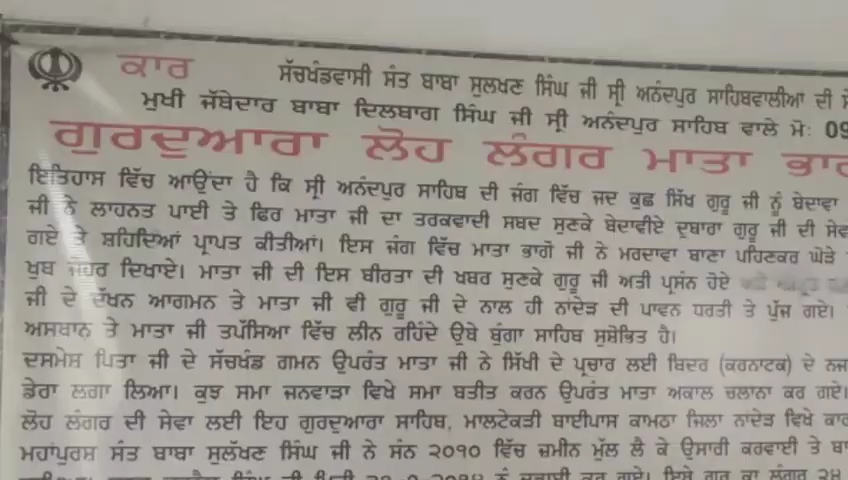 ਕਾਰ ਸੱਚਖੰਡਵਾਸੀ ਸੰਤ ਬਾਬਾ ਸੁਲਖਣ ਸਿੰਘ ਜੀ ਸ੍ਰੀ ਅਨੰਦਪੁਰ ਸਾਹਿਬਵਾਲੀਆ ਦੀ
ਮੁਖੀ ਜੱਥੇਦਾਰ ਬਾਬਾ ਦਿਲਬਾਗ ਸਿੰਘ ਜੀ ਸ੍ਰੀ ਅਨੰਦਪੁਰ ਸਾਹਿਬ ਵਾਲੇ ਮੋ: 09
ਗੁਰਦੁਆਰਾ ਲੋਹ ਲੰਗਰ ਮਾਤਾ ਭਾਗ
ਇਤਿਹਾਸ ਵਿੱਚ ਆਉਂਦਾ ਹੈ ਕਿ ਸ੍ਰੀ ਅਨੰਦਪੁਰ ਸਾਹਿਬ ਦੀ ਜੰਗ ਵਿੱਚ ਜਦ ਕੁਛ ਸਿੱਖ ਗੁਰੂ ਜੀ ਨੂੰ ਬੇਦਾਵਾ
ਜੀ ਨੇ ਲਾਹਨਤ ਪਾਈ ਤੇ ਫਿਰ ਮਾਤਾ ਜੀ ਦਾ ਤਰਕਵਾਦੀ ਸਬਦ ਸੁਣਕੇ ਬੇਦਾਵੀਏ ਦੁਬਾਰਾ ਗੁਰੂ ਜੀ ਦੀ ਸੇਵ
ਗਏ ਤੇ ਸ਼ਹਿਦਿਆਂ ਪ੍ਰਾਪਤ ਕੀਤੀਆਂ। ਇਸ ਜੰਗ ਵਿੱਚ ਮਾਤਾ ਭਾਗੋ ਜੀ ਨੇ ਮਰਦਾਵਾ ਬਾਣਾ ਪਹਿਣਕਰ ਘੋੜੇ
ਖੁਬ ਜੌਹਰ ਦਿਖਾਏ। ਮਾਤਾ ਜੀ ਦੀ ਇਸ ਬੀਰਤਾ ਦੀ ਖਬਰ ਸੁਣਕੇ ਗੁਰੂ ਜੀ ਅਤੀ ਪ੍ਰਸੰਨ ਹੋਏ
ਜੀ ਦੇ ਦੱਖਨ ਆਗਮਨ ਤੇ ਮਾਤਾ ਜੀ ਵੀ ਗੁਰੂ ਜੀ ਦੇ ਨਾਲ ਹੀ ਨਾਂਦੇੜ ਦੀ ਪਾਵਨ ਧਰਤੀ ਤੇ ਪੁੱਜ ਗਏ।
ਅਸਥਾਨ ਤੇ ਮਾਤਾ ਜੀ ਤਪੱਸਿਆ ਵਿੱਚ ਲੀਨ ਰਹਿੰਦੇ ਉਥੇ ਬੁੰਗਾ ਸਾਹਿਬ ਸੁਸ਼ੋਭਿਤ ਹੈ।
ਦਸਮੇਸ ਪਿਤਾ ਜੀ ਦੇ ਸੱਚਖੰਡ ਗਮਨ ਉਪਰੰਤ ਮਾਤਾ ਜੀ ਨੇ ਸਿੱਖੀ ਦੇ ਪ੍ਰਚਾਰ ਲਈ ਬਿਦਰ (ਕਰਨਾਟਕ) ਦੇ ਨਜ
ਡੇਰਾ ਲਗਾ ਲਿਆ। ਕੁਝ ਸਮਾ ਜਨਵਾੜਾ ਵਿਖੇ ਸਮਾ ਬਤੀਤ ਕਰਨ ਉਪਰੰਤ ਮਾਤਾ ਅਕਾਲ ਚਲਾਨਾ ਕਰ ਗਏ।
ਲੋਹ ਲੰਗਰ ਦੀ ਸੇਵਾ ਲਈ ਇਹ ਗੁਰਦੁਆਰਾ ਸਾਹਿਬ, ਮਾਲਟੇਕੜੀ ਬਾਈਪਾਸ ਕਾਮਠਾ ਜਿਲਾ ਨਾਂਦੇੜ ਵਿਖੇ ਕਾਰ
ਮਹਾਂਪੁਰਸ ਸੰਤ ਬਾਬਾ ਸੁਲੱਖਣ ਸਿੰਘ ਜੀ ਨੇ ਸੰਨ ੨੦੧੦ ਵਿੱਚ ਜ਼ਮੀਨ ਮੁੱਲ ਲੈ ਕੇ ਉਸਾਰੀ ਕਰਵਾਈ ਤੇ ਬਾ